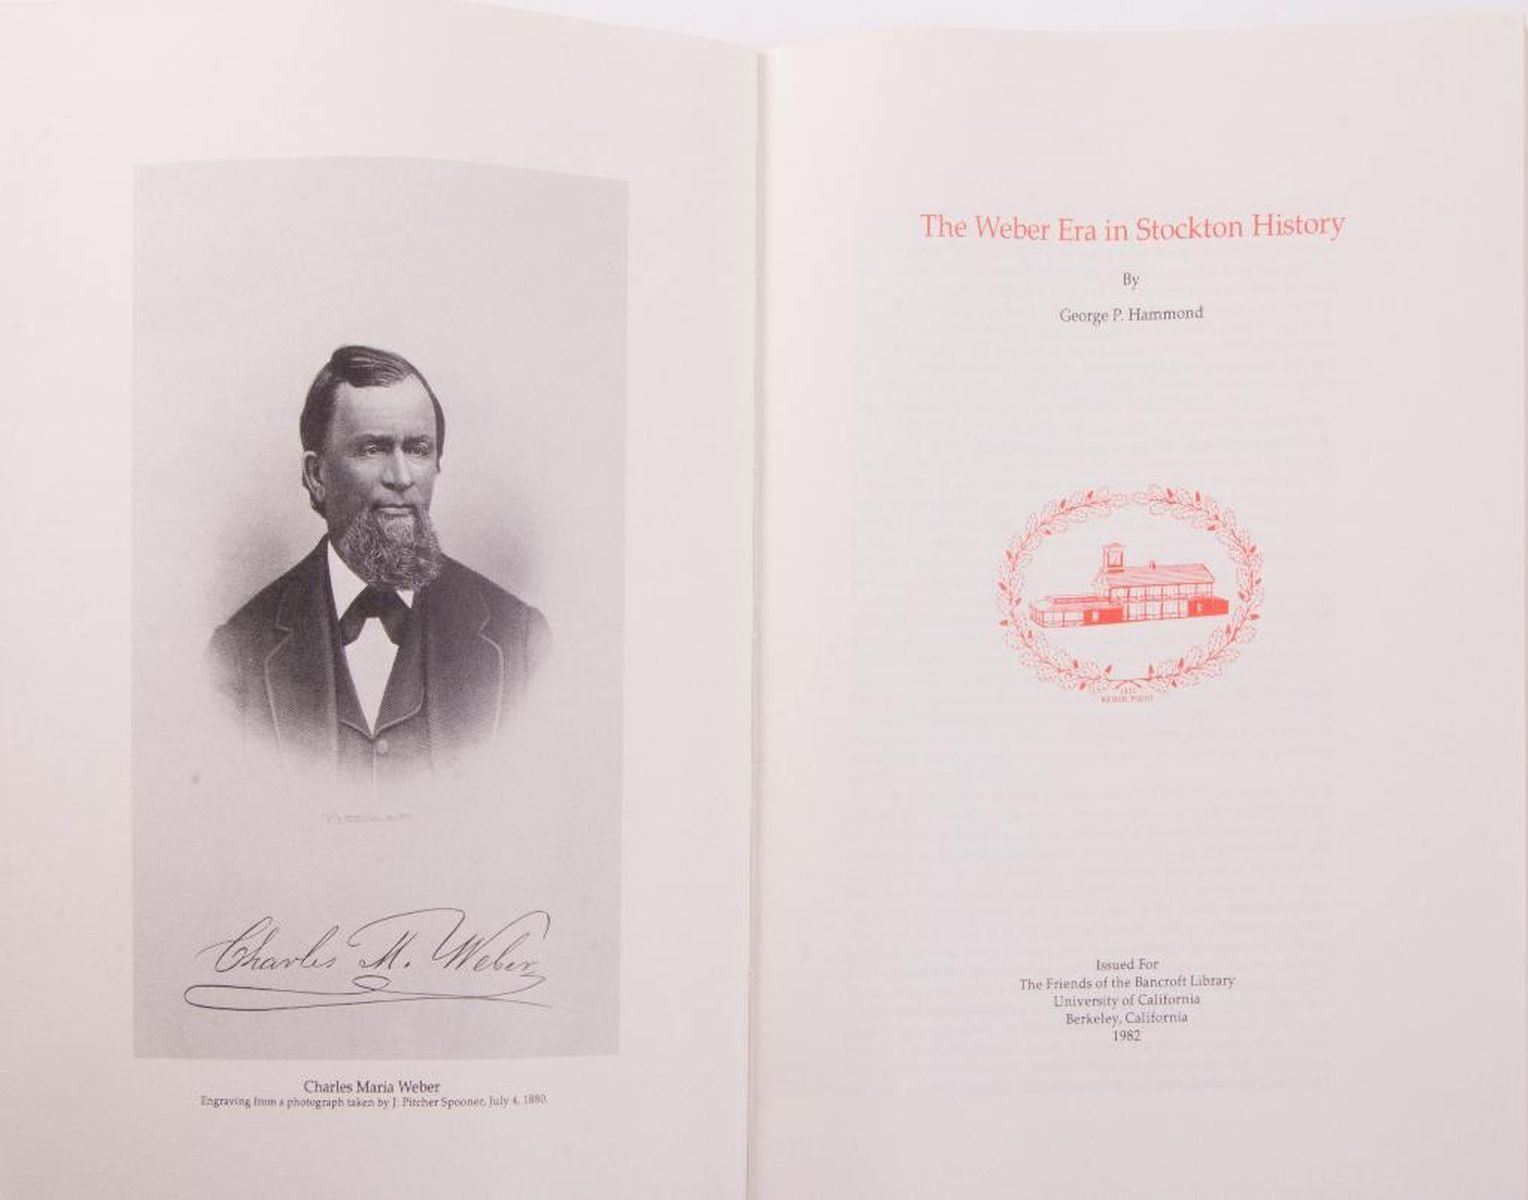 Charles M. Weber
Charles Maria Weber
Engraving from a photograph taken by J. Pitcher Spooner, July 4, 1880.
The Weber Era in Stockton History
By
George P. Hammond
WEBER POINT
Issued For
The Friends of the Bancroft Library
University of California
Berkeley, California
1982